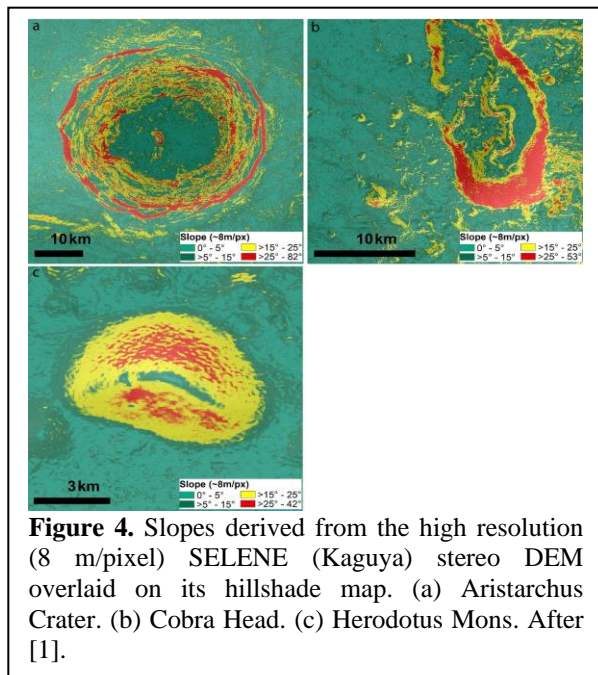 a
10 km
Slope (~8m/px)
0° - 5° >15° - 25°
>5° - 15° >25° - 82°
b
10 km
Slope (~8m/px)
0° - 5° >15° - 25°
>5° - 15° >25° - 53°
c
3 km
Slope (~8m/px)
0° - 5° >15° - 25°
>5° - 15° >25° - 42°
Figure 4. Slopes derived from the high resolution
(8 m/pixel) SELENE (Kaguya) stereo DEM
overlaid on its hillshade map. (a) Aristarchus
Crater. (b) Cobra Head. (c) Herodotus Mons. After
[1].